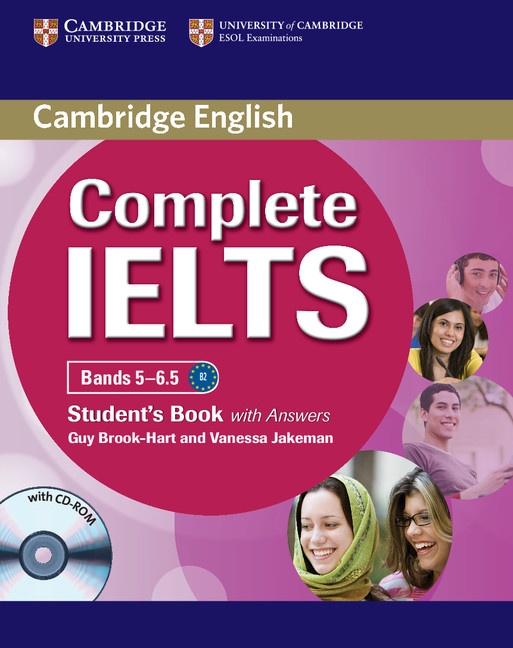 CAMBRIDGE
UNIVERSITY PRESS
UNIVERSITY of CAMBRIDGE
ESOL Examinations
Cambridge English
Complete
IELTS
Bands 5–6.5
B2
Student's Book with Answers
Guy Brook-Hart and Vanessa Jakeman
with CD-ROM